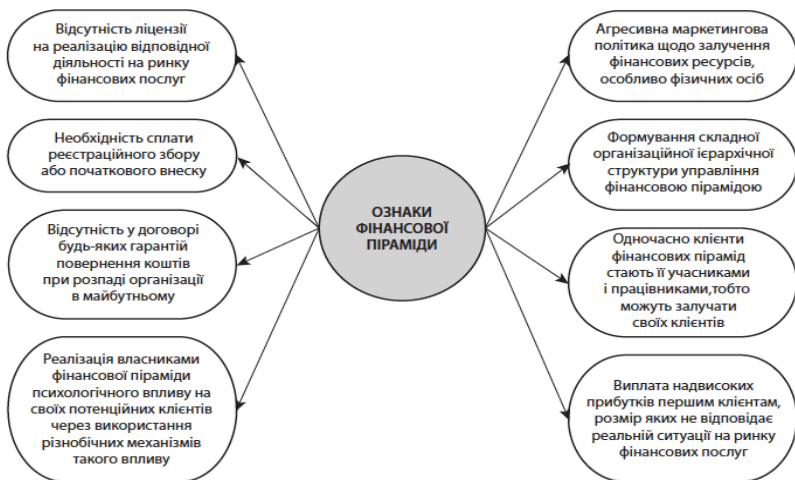 Відсутність ліцензії
на реалізацію відповідної
діяльності на ринку
фінансових послуг
Необхідність сплати
реєстраційного збору
або початкового внеску
Відсутність у договорі
будь-яких гарантій
повернення коштів
при розпаді організації
в майбутньому
Реалізація власниками
фінансової піраміди
психологічного впливу на
своїх потенційних клієнтів
через використання
різнобічних механізмів
такого впливу
ОЗНАКИ
ФІНАНСОВОЇ
ПІРАМІДИ
Агресивна маркетингова
політика щодо залучення
фінансових ресурсів,
особливо фізичних осіб
Формування складної
організаційної ієрархічної
структури управління
фінансовою пірамідою
Одночасно клієнти
фінансових пірамід
стають її учасниками
і працівниками,тобто
можуть залучати
своїх клієнтів
Виплата надвисоких
прибутків першим клієнтам,
розмір яких не відповідає
реальній ситуації на ринку
фінансових послуг